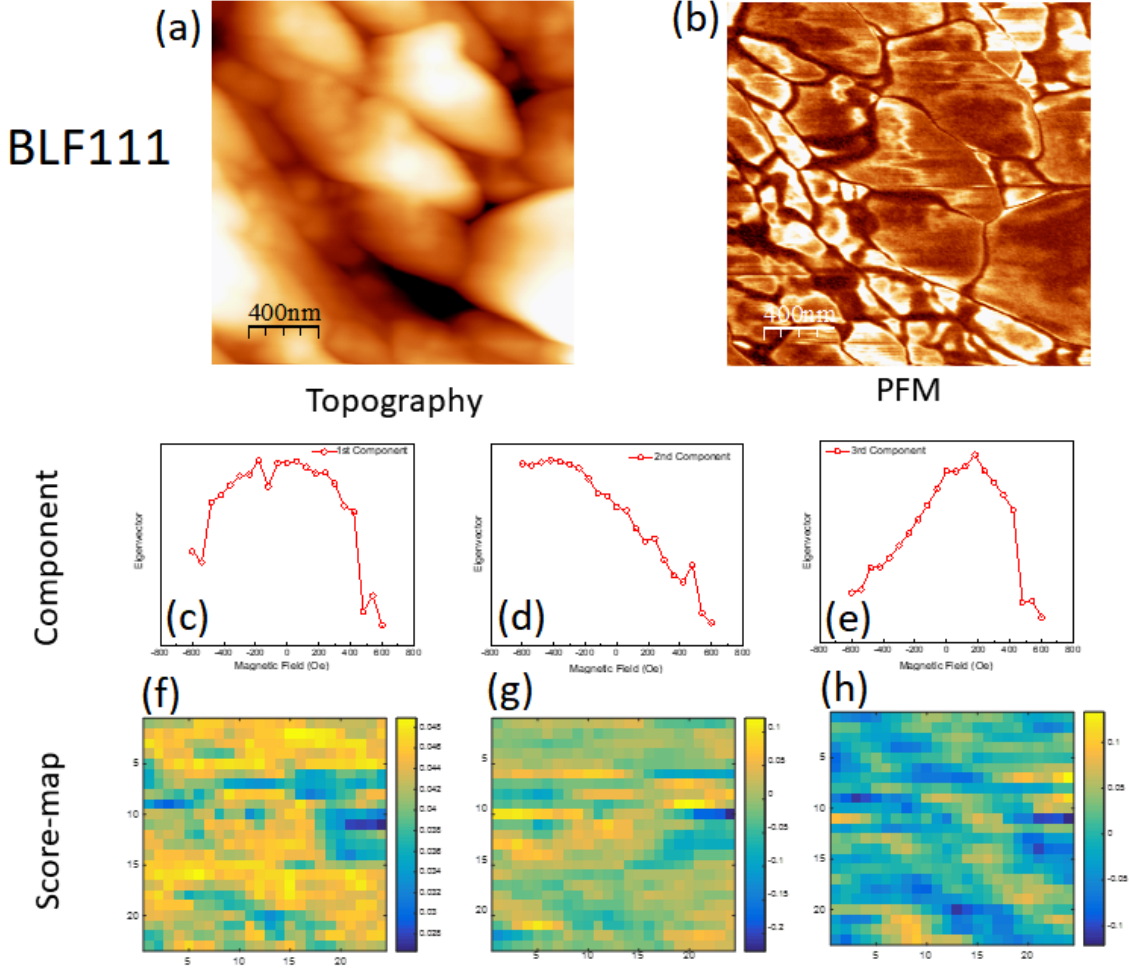 (a)
(b)
BLF111
400nm
400nm
Topography
PFM
Component
Eigenvector
1st Component
(c)
-800 -600 -400 -200 0 200 400 600 800
Magnetic Field (Oe)
Eigenvector
2nd Component
(d)
-800 -600 -400 -200 0 200 400 600 800
Magnetic Field (Oe)
Eigenvector
3rd Component
(e)
-800 -600 -400 -200 0 200 400 600 800
Magnetic Field (Oe)
Score-map
(f)
5
10
15
20
5 10 15 20
0.048
0.046
0.044
0.042
0.04
0.038
0.036
0.034
0.032
0.03
0.028
(g)
5
10
15
20
5 10 15 20
0.1
0.05
0
-0.05
-0.1
-0.15
-0.2
(h)
5
10
15
20
5 10 15 20
0.1
0.05
0
-0.05
-0.1